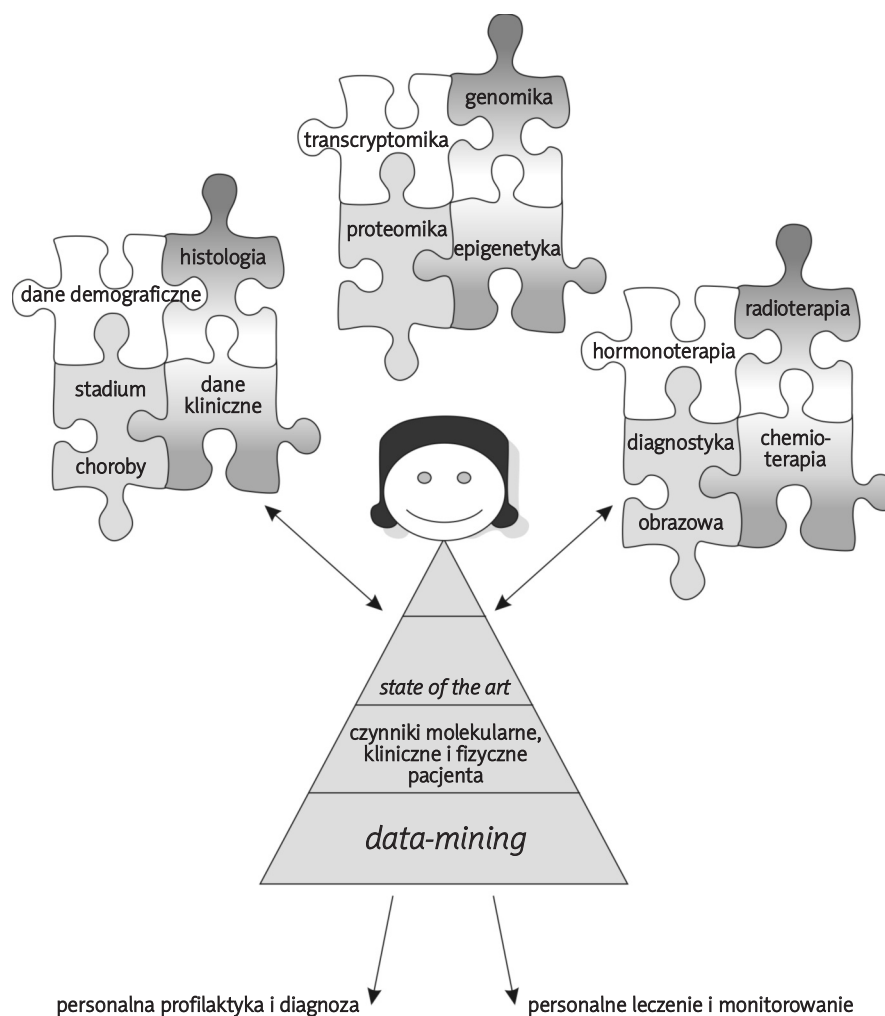 genomika
transcryptomika
proteomika
epigenetyka
histologia
dane demograficzne
stadium
choroby
dane
kliniczne
radioterapia
hormonoterapia
diagnostyka
obrazowa
chemio-
terapia
state of the art
czynniki molekularne,
kliniczne i fizyczne
pacjenta
data-mining
personalna profilaktyka i diagnoza
personalne leczenie i monitorowanie